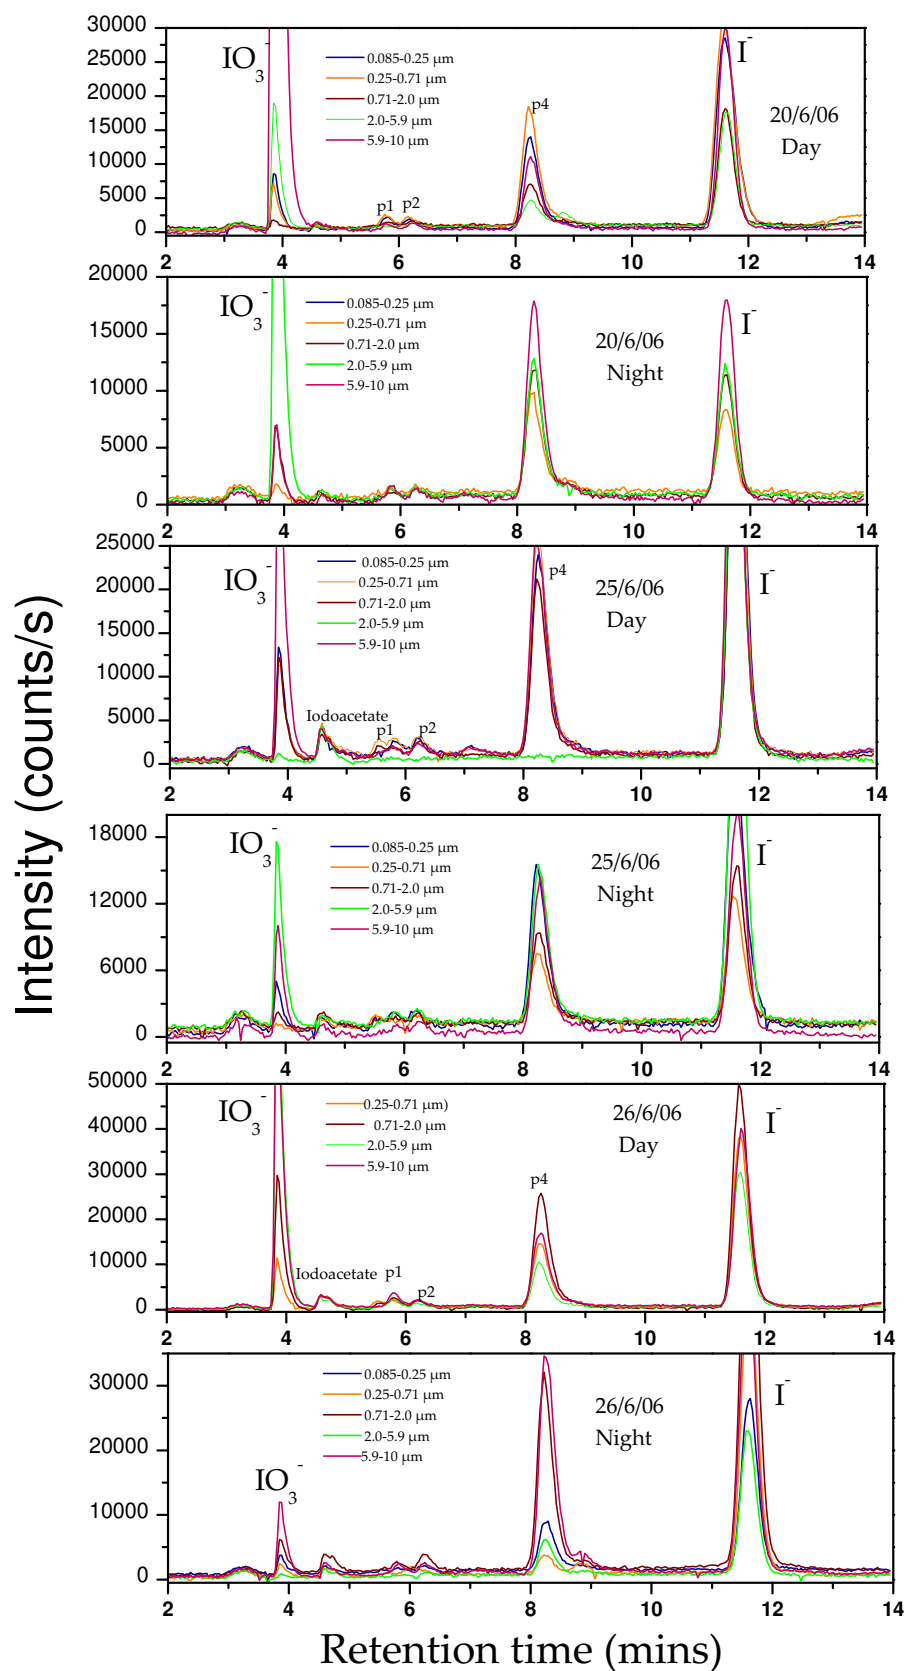 30000
25000
20000
15000
10000
5000
0
IO3-
0.085-0.25 µm
0.25-0.71 µm
0.71-2.0 µm
2.0-5.9 µm
5.9-10 µm
p1
p2
p4
I-
20/6/06
Day
2 4 6 8 10 12 14
20000
15000
10000
5000
0
IO3-
0.085-0.25 µm
0.25-0.71 µm
0.71-2.0 µm
2.0-5.9 µm
5.9-10 µm
20/6/06
Night
I-
2 4 6 8 10 12 14
25000
20000
15000
10000
5000
0
IO3-
0.085-0.25 µm
0.25-0.71 µm
0.71-2.0 µm
2.0-5.9 µm
5.9-10 µm
Iodoacetate
p1
p2
p4
25/6/06
Day
I-
2 4 6 8 10 12 14
Intensity (counts/s)
18000
12000
6000
0
IO3-
0.085-0.25 µm
0.25-0.71 µm
0.71-2.0 µm
2.0-5.9 µm
5.9-10 µm
25/6/06
Night
I-
2 4 6 8 10 12 14
50000
40000
30000
20000
10000
0
IO3-
0.25-0.71 µm)
0.71-2.0 µm
2.0-5.9 µm
5.9-10 µm
Iodoacetate
p1
p2
p4
26/6/06
Day
I-
2 4 6 8 10 12 14
30000
20000
10000
0
IO3-
0.085-0.25 µm
0.25-0.71 µm
0.71-2.0 µm
2.0-5.9 µm
5.9-10 µm
26/6/06
Night
I-
2 4 6 8 10 12 14
Retention time (mins)